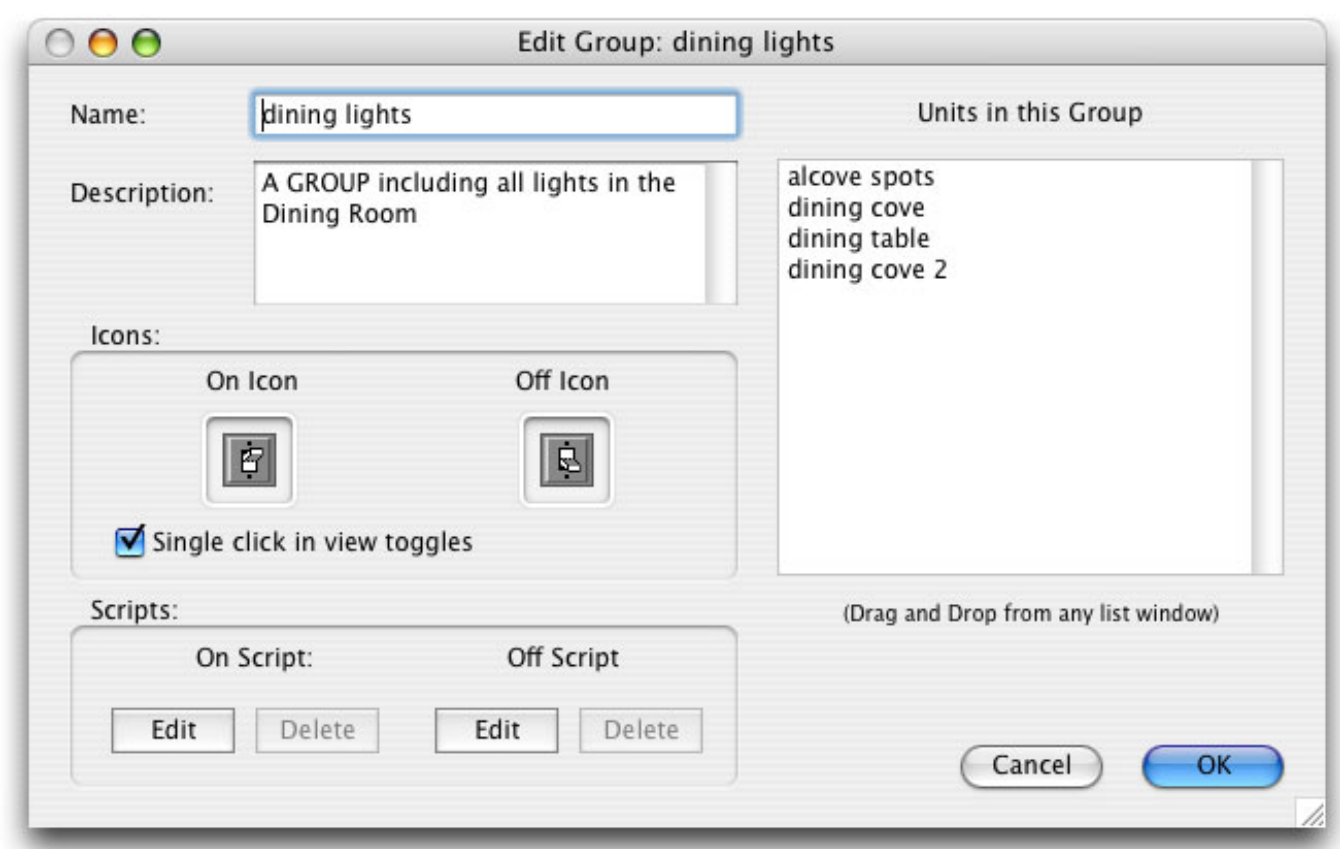 Edit Group: dining lights
Name:
dining lights
Description:
A GROUP including all lights in the
Dining Room
Icons:
On Icon
Off Icon
Single click in view toggles
Scripts:
On Script:
Off Script
Edit
Delete
Edit
Delete
Units in this Group
alcove spots
dining cove
dining table
dining cove 2
(Drag and Drop from any list window)
Cancel
OK